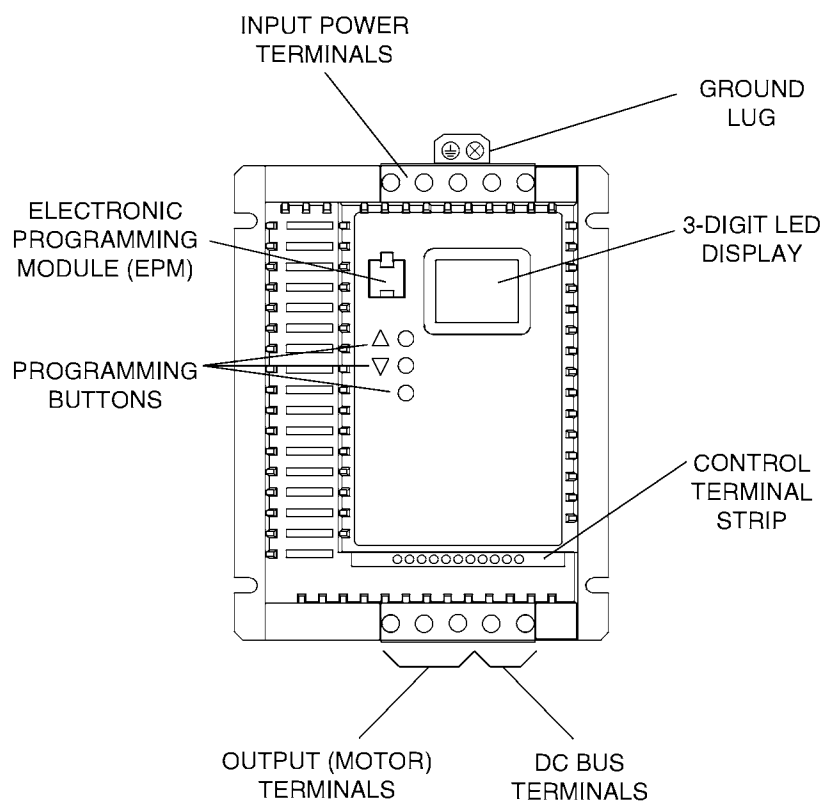 INPUT POWER
TERMINALS
GROUND
LUG
ELECTRONIC
PROGRAMMING
MODULE (EPM)
3-DIGIT LED
DISPLAY
PROGRAMMING
BUTTONS
CONTROL
TERMINAL
STRIP
OUTPUT (MOTOR)
TERMINALS
DC BUS
TERMINALS